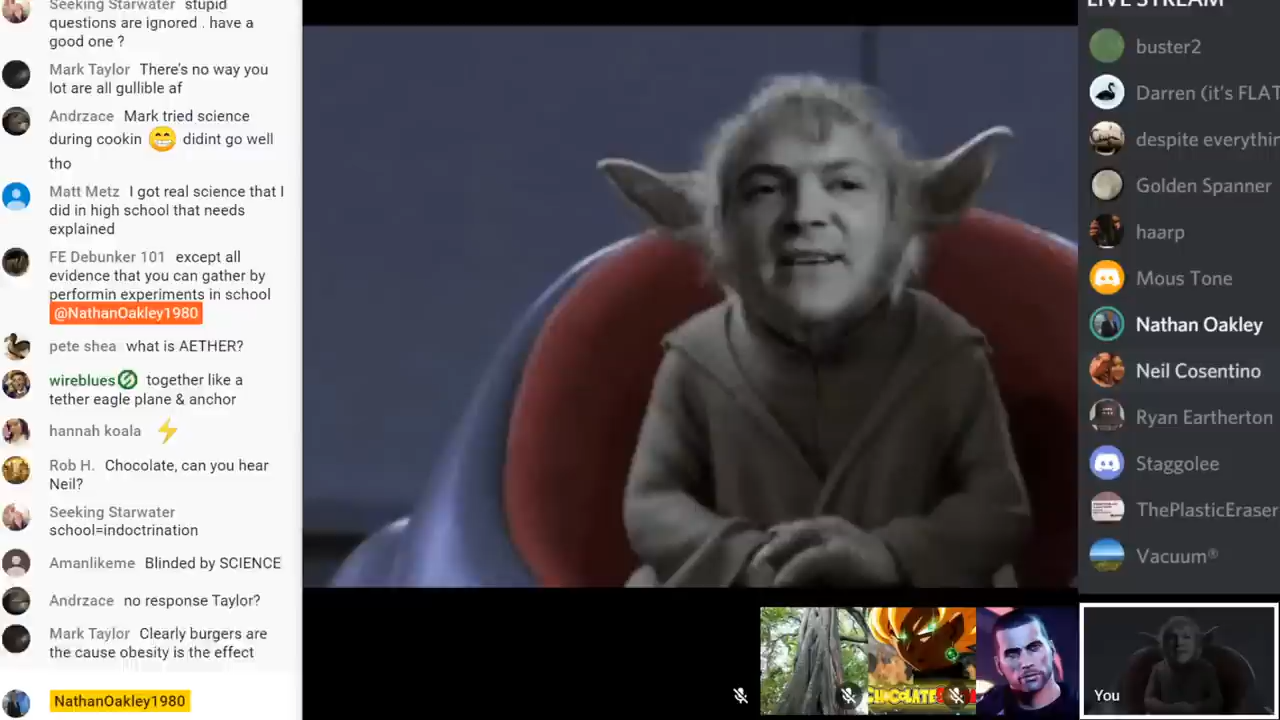 Seeking Starwater stupid
questions are ignored . have a
good one ?
Mark Taylor There's no way you
lot are all gullible af
Andrzace Mark tried science
during cookin 😁 didint go well
tho
Matt Metz I got real science that I
did in high school that needs
explained
FE Debunker 101 except all
evidence that you can gather by
performin experiments in school
@NathanOakley1980
pete shea what is AETHER?
wireblues together like a
tether eagle plane & anchor
hannah koala ⚡
Rob H. Chocolate, can you hear
Neil?
Seeking Starwater
school=indoctrination
Amanlikeme Blinded by SCIENCE
Andrzace no response Taylor?
Mark Taylor Clearly burgers are
the cause obesity is the effect
NathanOakley1980
LIVE STREAM
buster2
Darren (it's FLAT
despite everythin
Golden Spanner
haarp
Mous Tone
Nathan Oakley
Neil Cosentino
Ryan Eartherton
Staggolee
ThePlasticEraser
Vacuum®
You